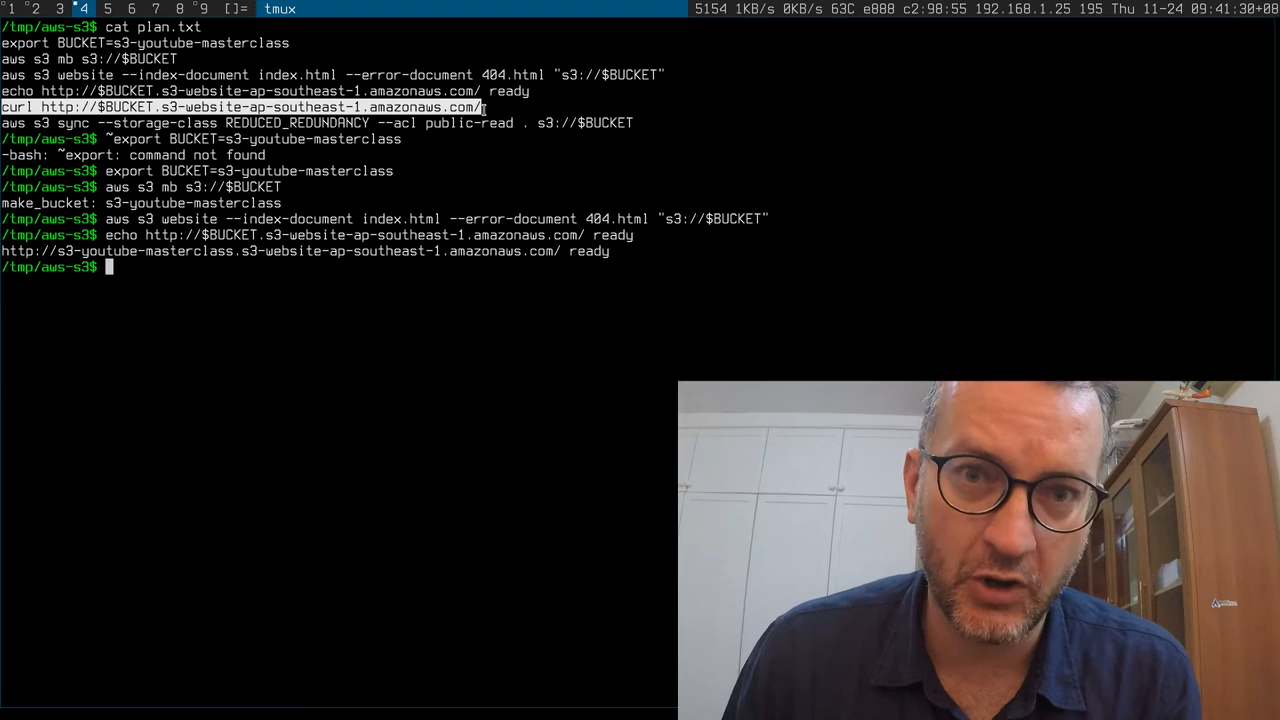 1 2 3 4 5 6 7 8 9 []= tmux 5154 1KB/s 0KB/s 63C e888 c2:98:55 192.168.1.25 195 Thu 11-24 09:41:30+08
/tmp/aws-s3$ cat plan.txt
export BUCKET=s3-youtube-masterclass
aws s3 mb s3://$BUCKET
aws s3 website --index-document index.html --error-document 404.html "s3://$BUCKET"
echo http://$BUCKET.s3-website-ap-southeast-1.amazonaws.com/ ready
curl http://$BUCKET.s3-website-ap-southeast-1.amazonaws.com/
aws s3 sync --storage-class REDUCED_REDUNDANCY --acl public-read . s3://$BUCKET
/tmp/aws-s3$ ~export BUCKET=s3-youtube-masterclass
-bash: ~export: command not found
/tmp/aws-s3$ export BUCKET=s3-youtube-masterclass
/tmp/aws-s3$ aws s3 mb s3://$BUCKET
make_bucket: s3-youtube-masterclass
/tmp/aws-s3$ aws s3 website --index-document index.html --error-document 404.html "s3://$BUCKET"
/tmp/aws-s3$ echo http://$BUCKET.s3-website-ap-southeast-1.amazonaws.com/ ready
http://s3-youtube-masterclass.s3-website-ap-southeast-1.amazonaws.com/ ready
/tmp/aws-s3$